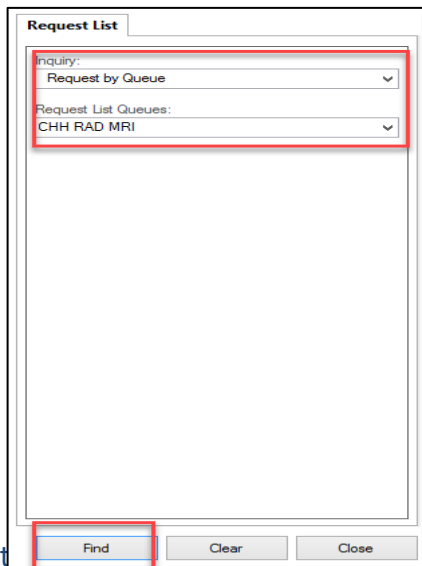 Request List
Inquiry:
Request by Queue
Request List Queues:
CHH RAD MRI
t
Find Clear Close